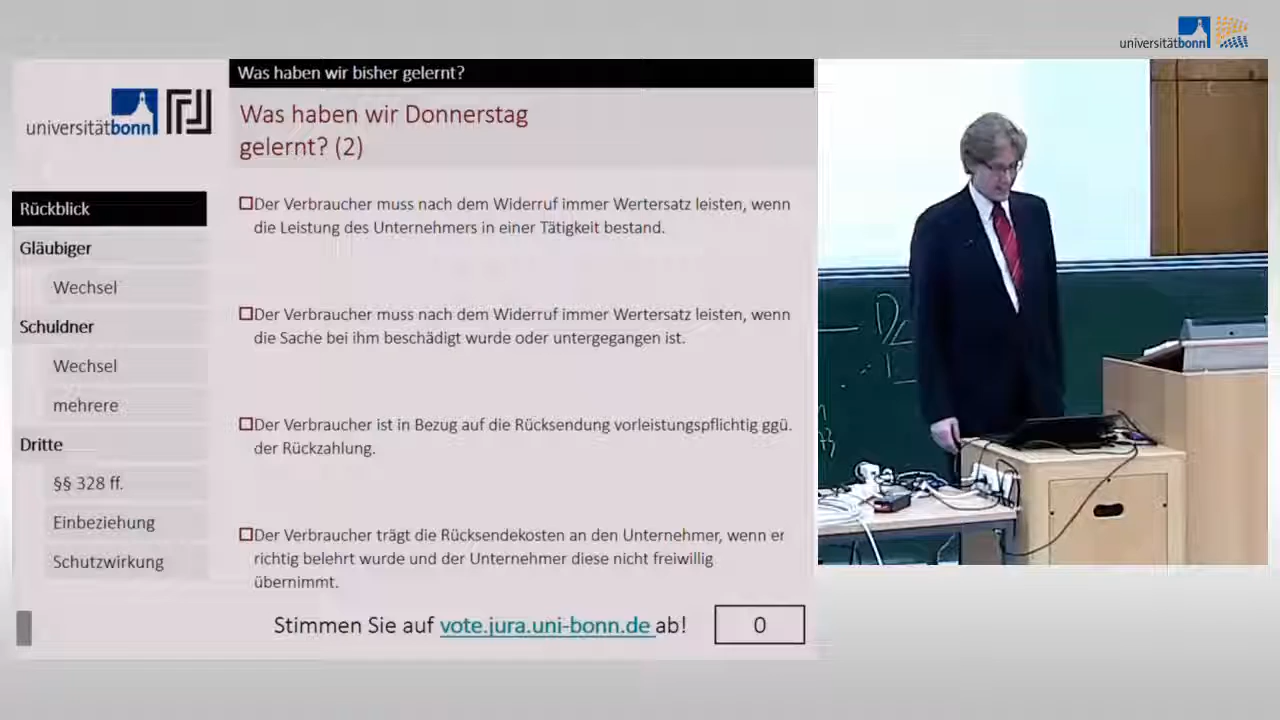 universitätbonn
Was haben wir bisher gelernt?
universitätbonn
Was haben wir Donnerstag
gelernt? (2)
Rückblick
Gläubiger
Wechsel
Schuldner
Wechsel
mehrere
Dritte
§§ 328 ff.
Einbeziehung
Schutzwirkung
Der Verbraucher muss nach dem Widerruf immer Wertersatz leisten, wenn
die Leistung des Unternehmers in einer Tätigkeit bestand.
Der Verbraucher muss nach dem Widerruf immer Wertersatz leisten, wenn
die Sache bei ihm beschädigt wurde oder untergegangen ist.
Der Verbraucher ist in Bezug auf die Rücksendung vorleistungspflichtig ggü.
der Rückzahlung.
Der Verbraucher trägt die Rücksendekosten an den Unternehmer, wenn er
richtig belehrt wurde und der Unternehmer diese nicht freiwillig
übernimmt.
Stimmen Sie auf vote.jura.uni-bonn.de ab!
0